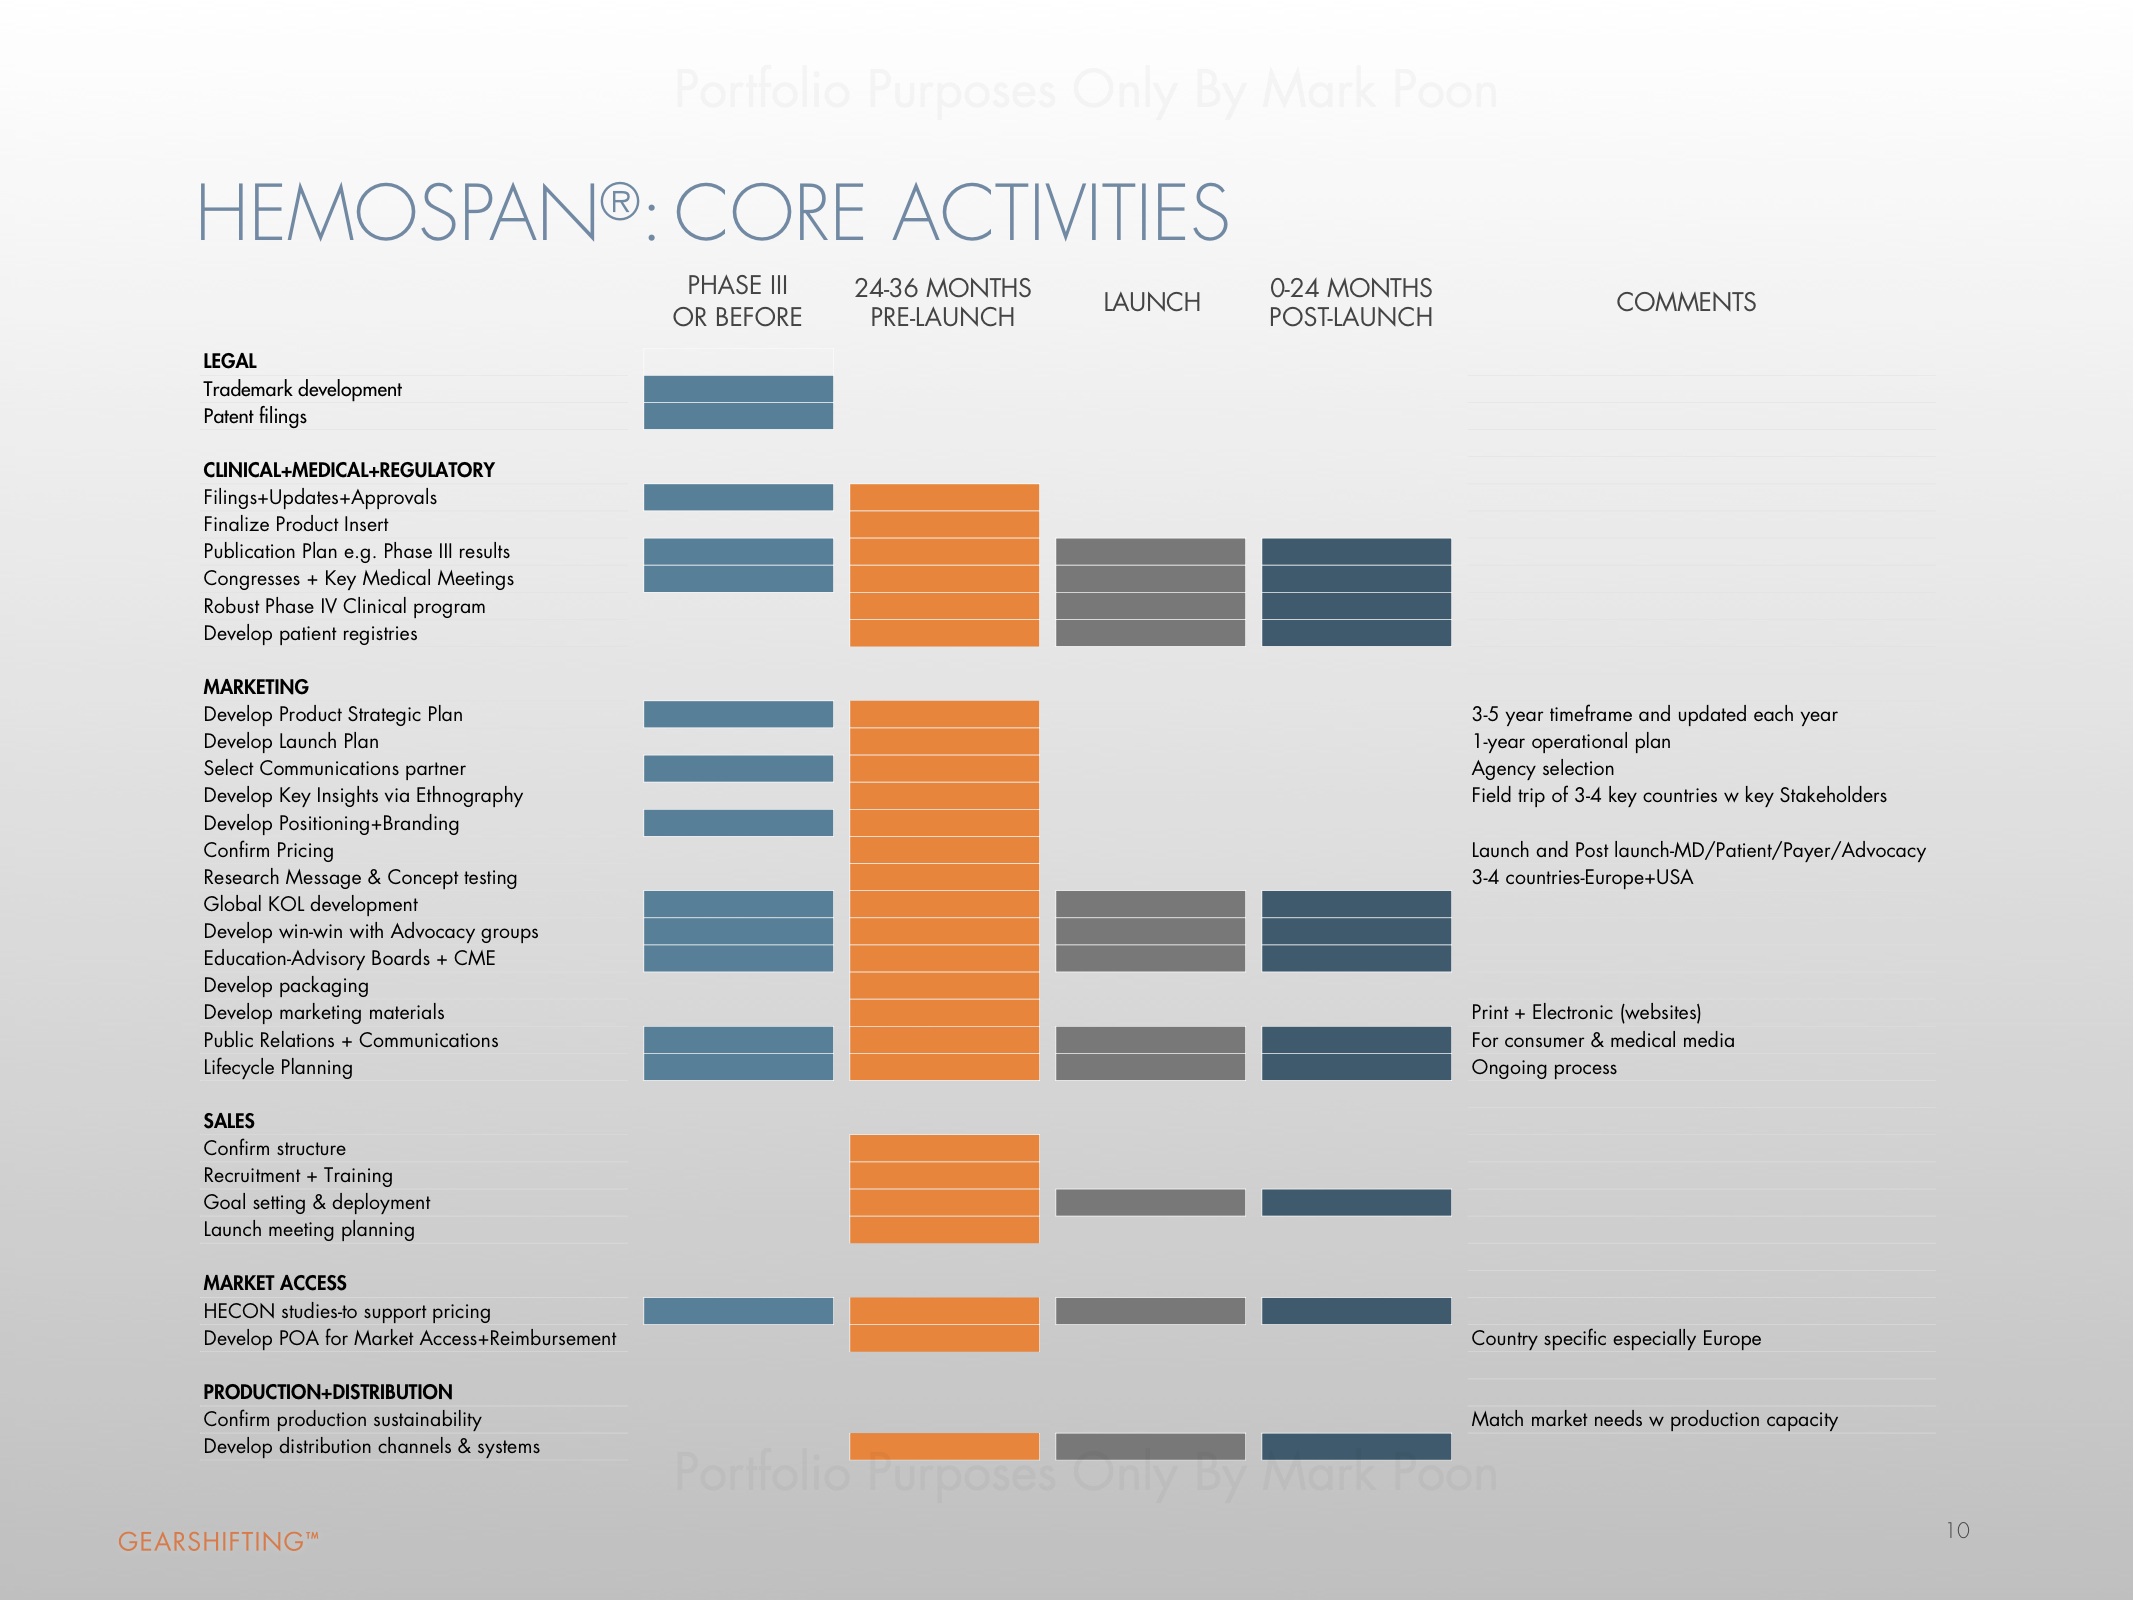 Portfolio Purposes Only By Mark Poon
HEMOSPAN®: CORE ACTIVITIES
PHASE III OR BEFORE 24-36 MONTHS PRE-LAUNCH LAUNCH 0-24 MONTHS POST-LAUNCH COMMENTS
LEGAL
Trademark development
Patent filings
CLINICAL+MEDICAL+REGULATORY
Filings+Updates+Approvals
Finalize Product Insert
Publication Plan e.g. Phase III results
Congresses + Key Medical Meetings
Robust Phase IV Clinical program
Develop patient registries
MARKETING
Develop Product Strategic Plan 3-5 year timeframe and updated each year
Develop Launch Plan 1-year operational plan
Select Communications partner Agency selection
Develop Key Insights via Ethnography Field trip of 3-4 key countries w key Stakeholders
Develop Positioning+Branding
Confirm Pricing Launch and Post launch-MD/Patient/Payer/Advocacy
Research Message & Concept testing 3-4 countries-Europe+USA
Global KOL development
Develop win-win with Advocacy groups
Education-Advisory Boards + CME
Develop packaging
Develop marketing materials Print + Electronic (websites)
Public Relations + Communications For consumer & medical media
Lifecycle Planning Ongoing process
SALES
Confirm structure
Recruitment + Training
Goal setting & deployment
Launch meeting planning
MARKET ACCESS
HECON studies-to support pricing
Develop POA for Market Access+Reimbursement Country specific especially Europe
PRODUCTION+DISTRIBUTION
Confirm production sustainability Match market needs w production capacity
Develop distribution channels & systems
Portfolio Purposes Only By Mark Poon
GEARSHIFTING™ 10